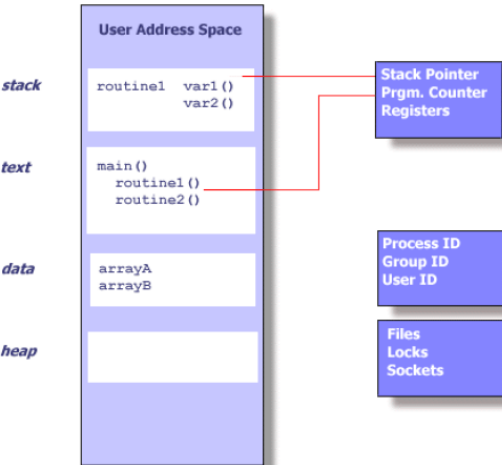 User Address Space
stack
routine1 var1()
var2()
text
main()
routine1()
routine2()
data
arrayA
arrayB
heap
Stack Pointer
Prgm. Counter
Registers
Process ID
Group ID
User ID
Files
Locks
Sockets